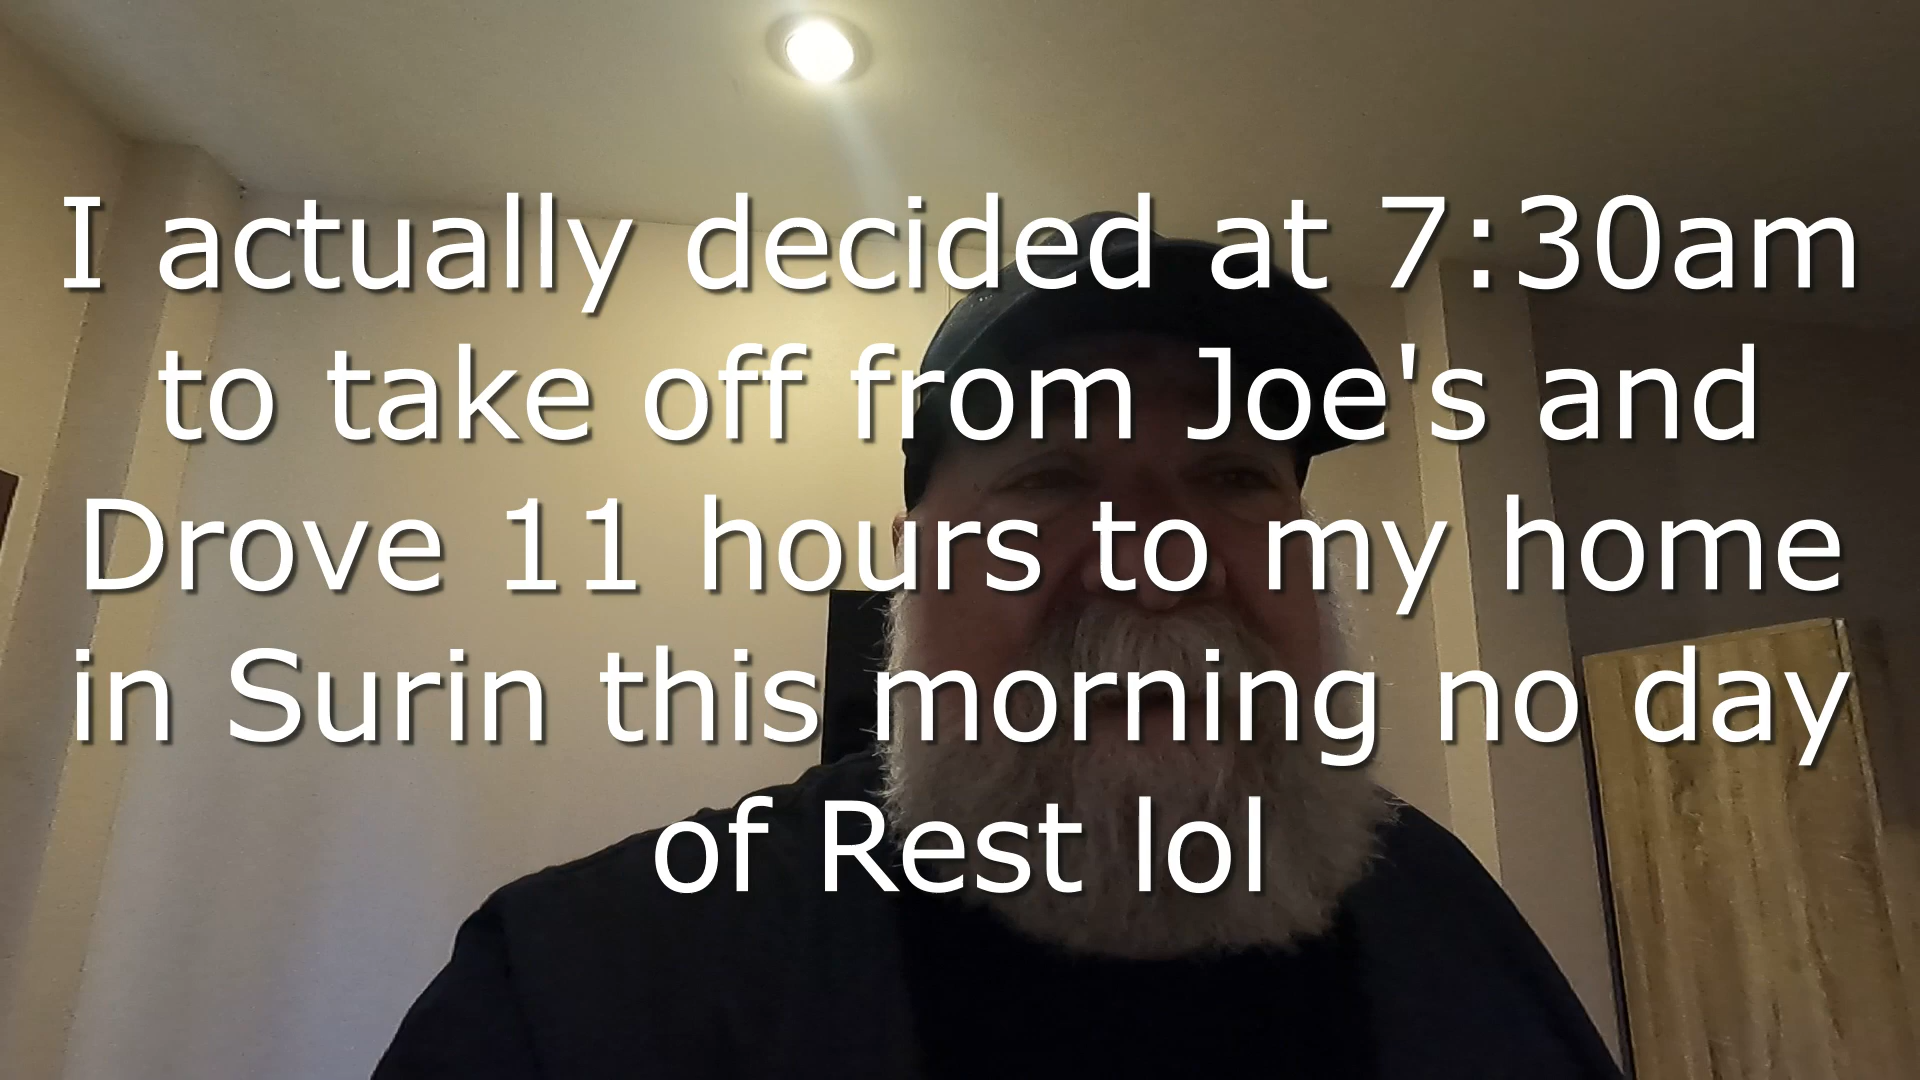 I actually decided at 7:30am
to take off from Joe's and
Drove 11 hours to my home
in Surin this morning no day
of Rest lol